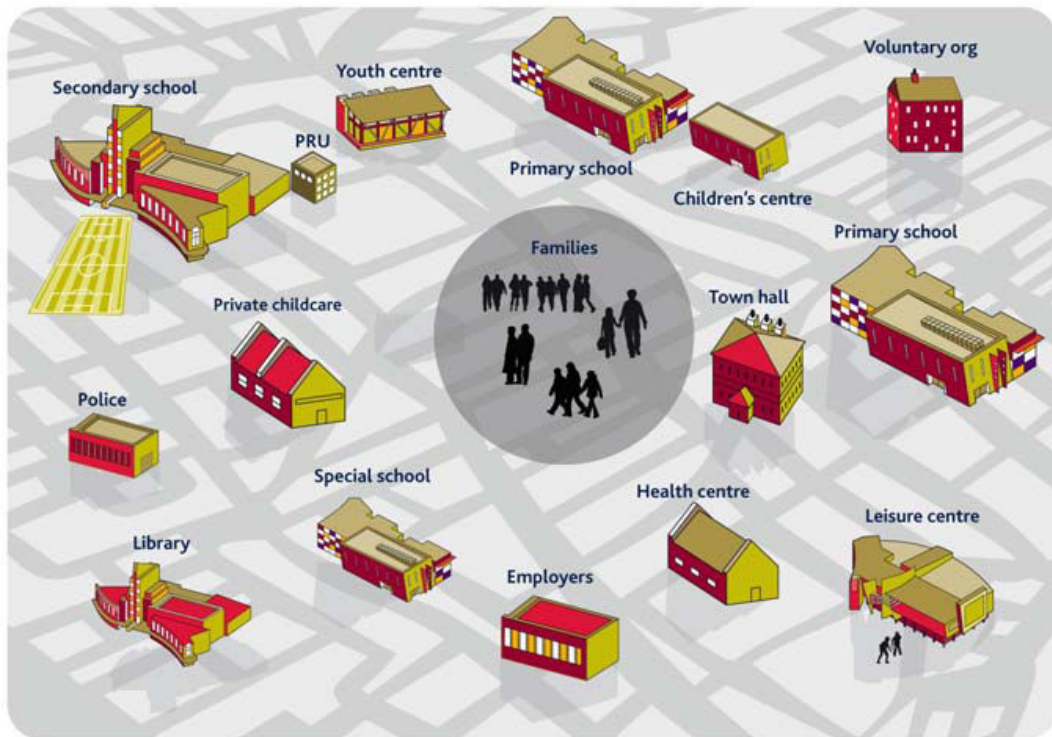 Voluntary org
Youth centre
Secondary school
PRU
Primary school
Children's centre
Primary school
Families
Private childcare
Town hall
Police
Special school
Health centre
Leisure centre
Library
Employers